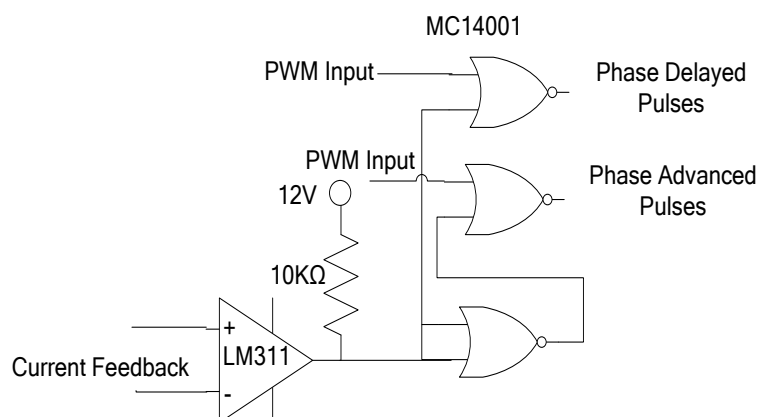 MC14001
PWM Input
Phase Delayed
Pulses
PWM Input
Phase Advanced
Pulses
12V
10KΩ
+
LM311
Current Feedback
-